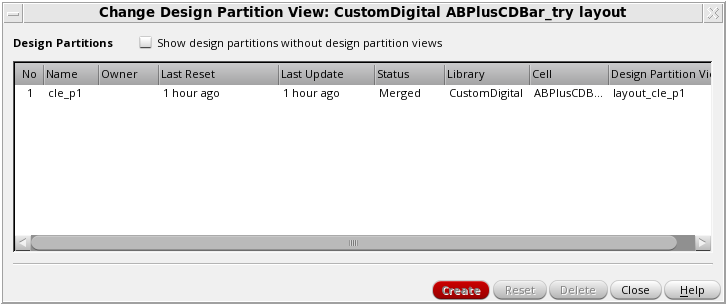 Change Design Partition View: CustomDigital ABPlusCDBar_try layout
Design Partitions Show design partitions without design partition views
No Name Owner Last Reset Last Update Status Library Cell Design Partition Vi
1 cle_p1 1 hour ago 1 hour ago Merged CustomDigital ABPlusCDB... layout_cle_p1
Create Reset Delete Close Help